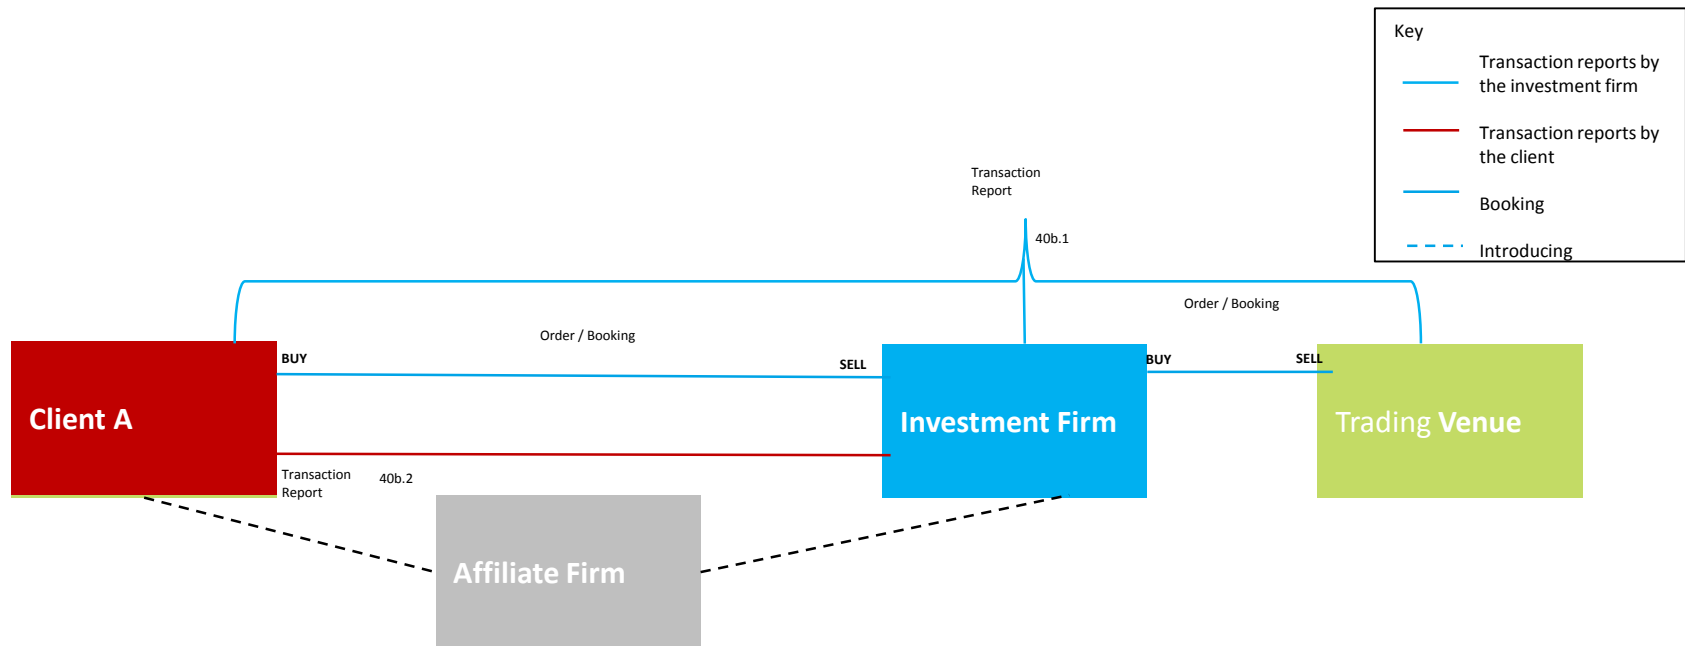 Key
Transaction reports by
the investment firm
Transaction reports by
the client
Booking
Introducing
Transaction
Report
40b.1
Order / Booking
Order / Booking
BUY
SELL
BUY
SELL
Client A
Investment Firm
Trading Venue
Transaction
Report
40b.2
Affiliate Firm